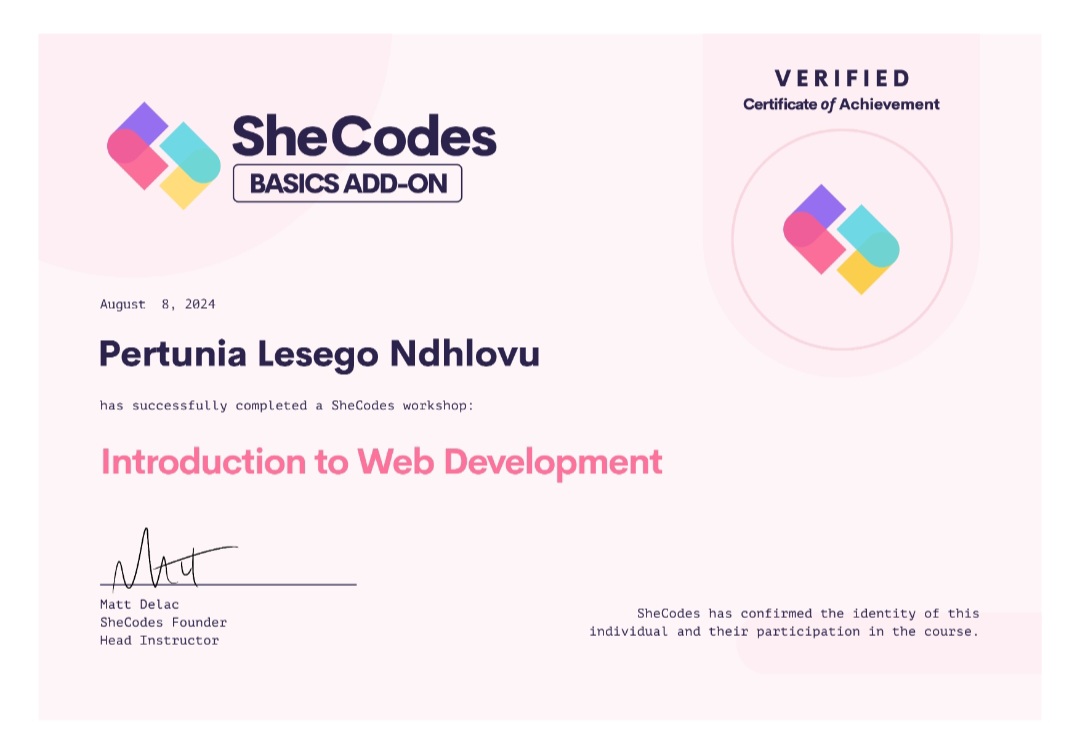 VERIFIED
Certificate of Achievement
SheCodes
BASICS ADD-ON
August 8, 2024
Pertunia Lesego Ndhlovu
has successfully completed a SheCodes workshop:
Introduction to Web Development
Matt
Matt Delac
SheCodes Founder
Head Instructor
SheCodes has confirmed the identity of this
individual and their participation in the course.